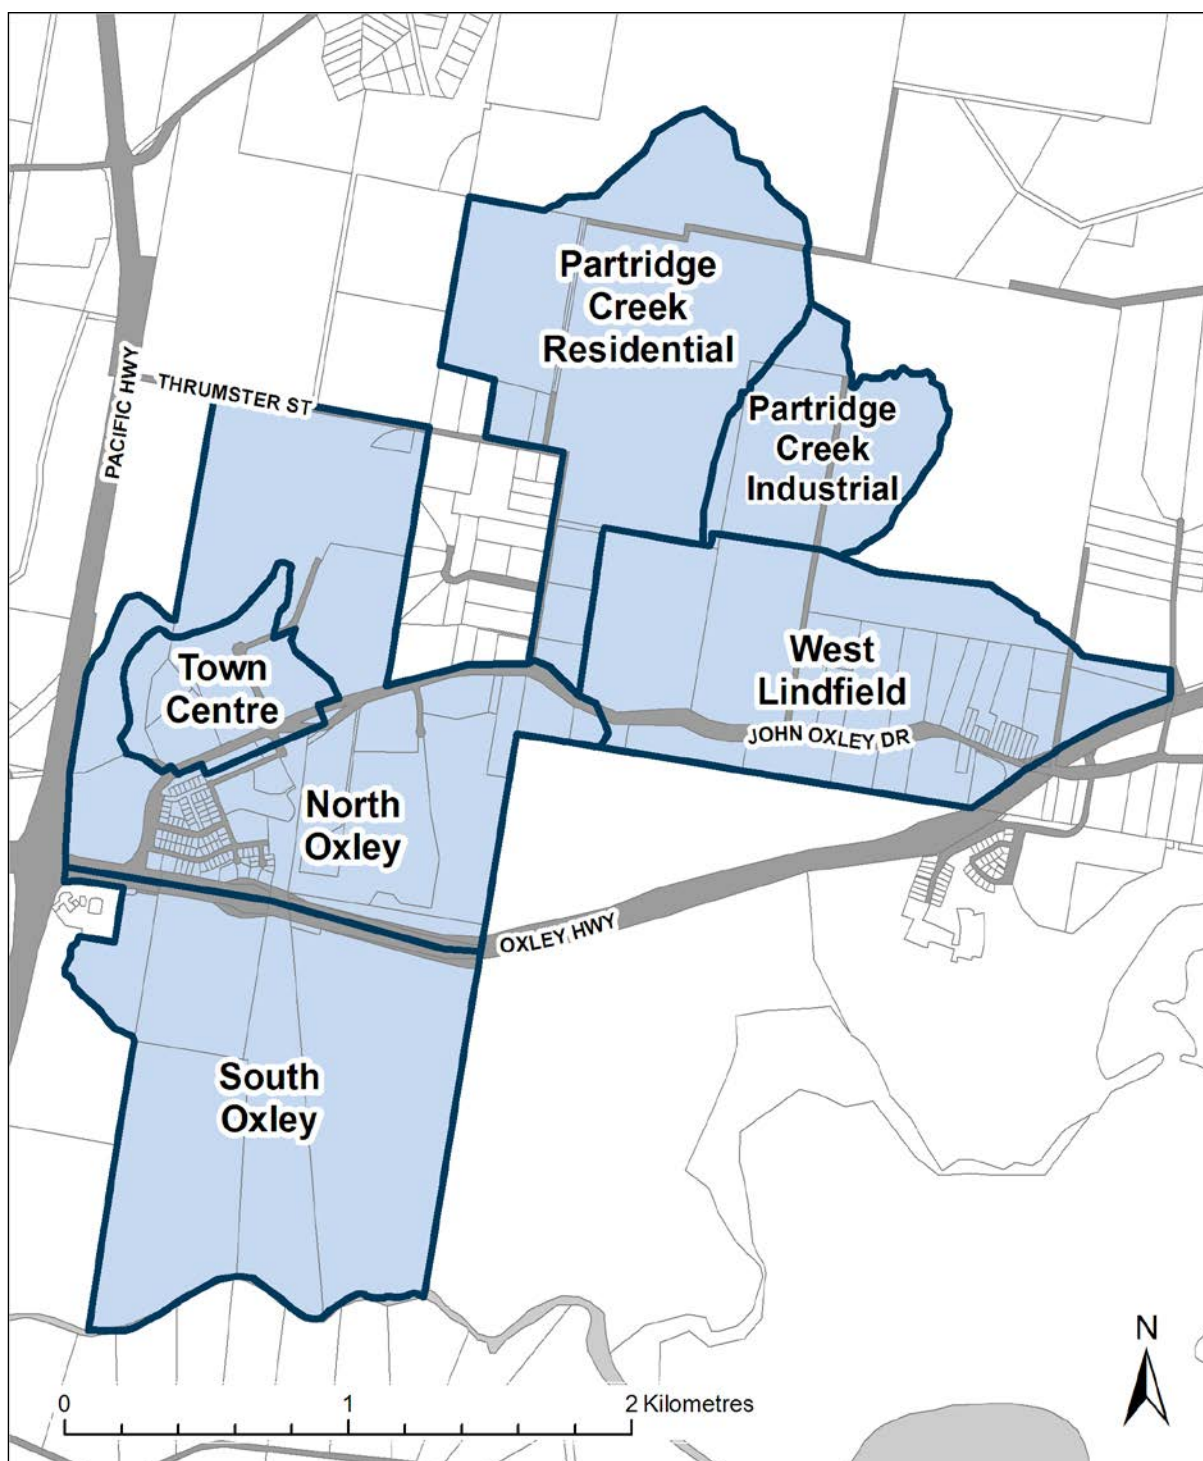 Partridge
Creek
Residential
PACIFIC HWY
THRUMSTER ST
Partridge
Creek
Industrial
Town
Centre
West
Lindfield
JOHN OXLEY DR
North
Oxley
OXLEY HWY
South
Oxley
N
0 1 2 Kilometres